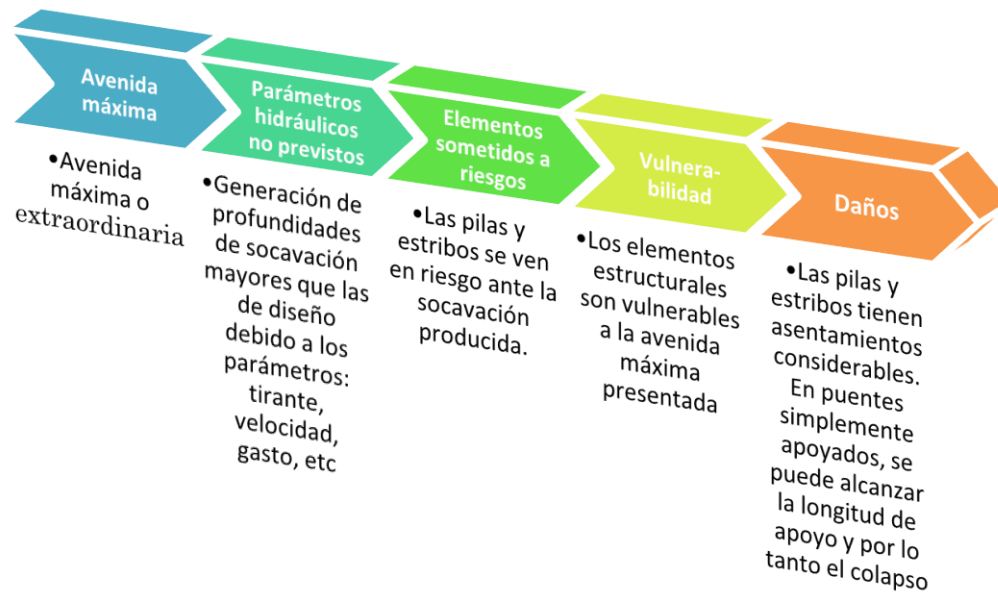 Avenida
máxima
•Avenida
máxima o
extraordinaria
Parámetros
hidráulicos
no previstos
•Generación de
profundidades
de socavación
mayores que las
de diseño
debido a los
parámetros:
tirante,
velocidad,
gasto, etc
Elementos
sometidos a
riesgos
•Las pilas y
estribos se ven
en riesgo ante la
socavación
producida.
Vulnera-
bilidad
•Los elementos
estructurales
son vulnerables
a la avenida
máxima
presentada
Daños
•Las pilas y
estribos tienen
asentamientos
considerables.
En puentes
simplemente
apoyados, se
puede alcanzar
la longitud de
apoyo y por lo
tanto el colapso